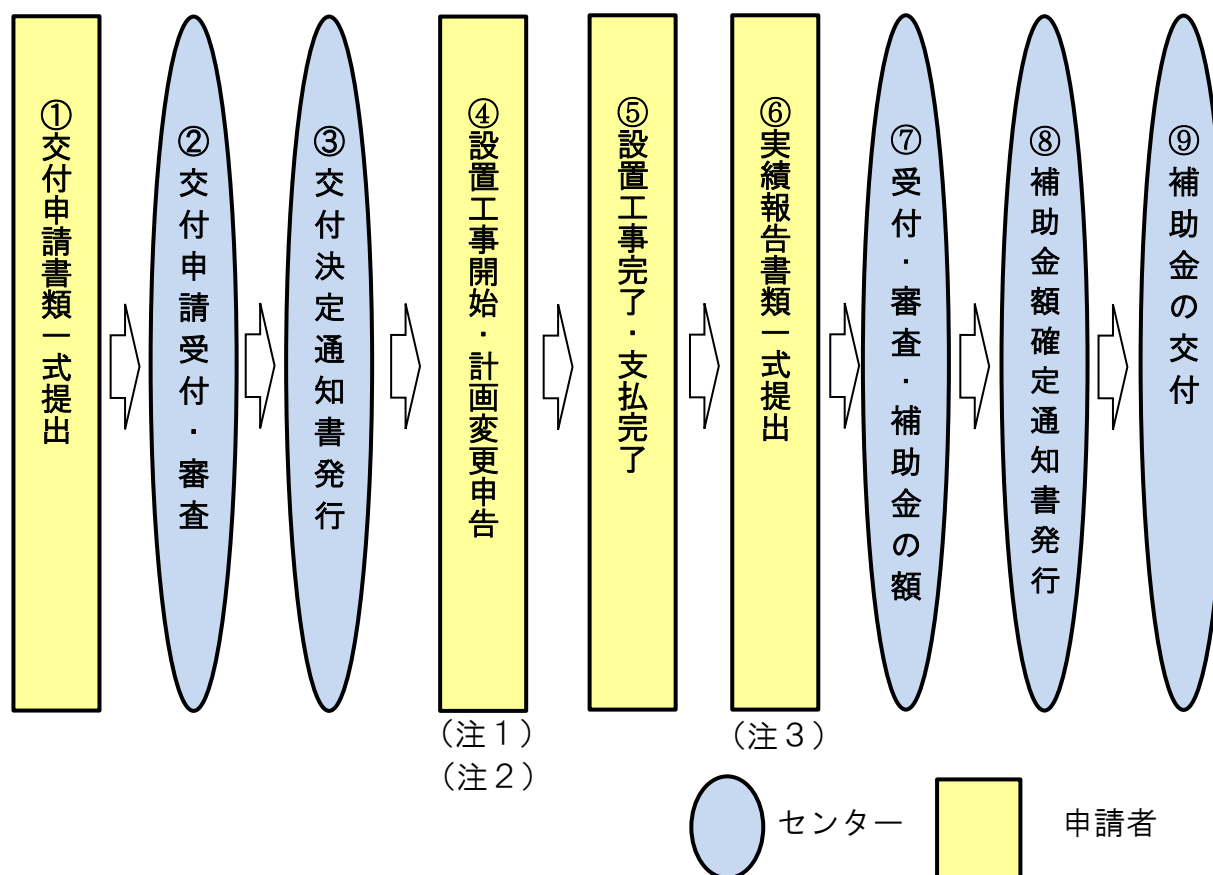 ①交付申請書類一式提出
②交付申請受付・審査
③交付決定通知書発行
④設置工事開始・計画変更申告
⑤設置工事完了・支払完了
⑥実績報告書類一式提出
⑦受付・審査・補助金の額
⑧補助金額確定通知書発行
⑨補助金の交付
（注１）
（注２）
（注３）
センター
申請者